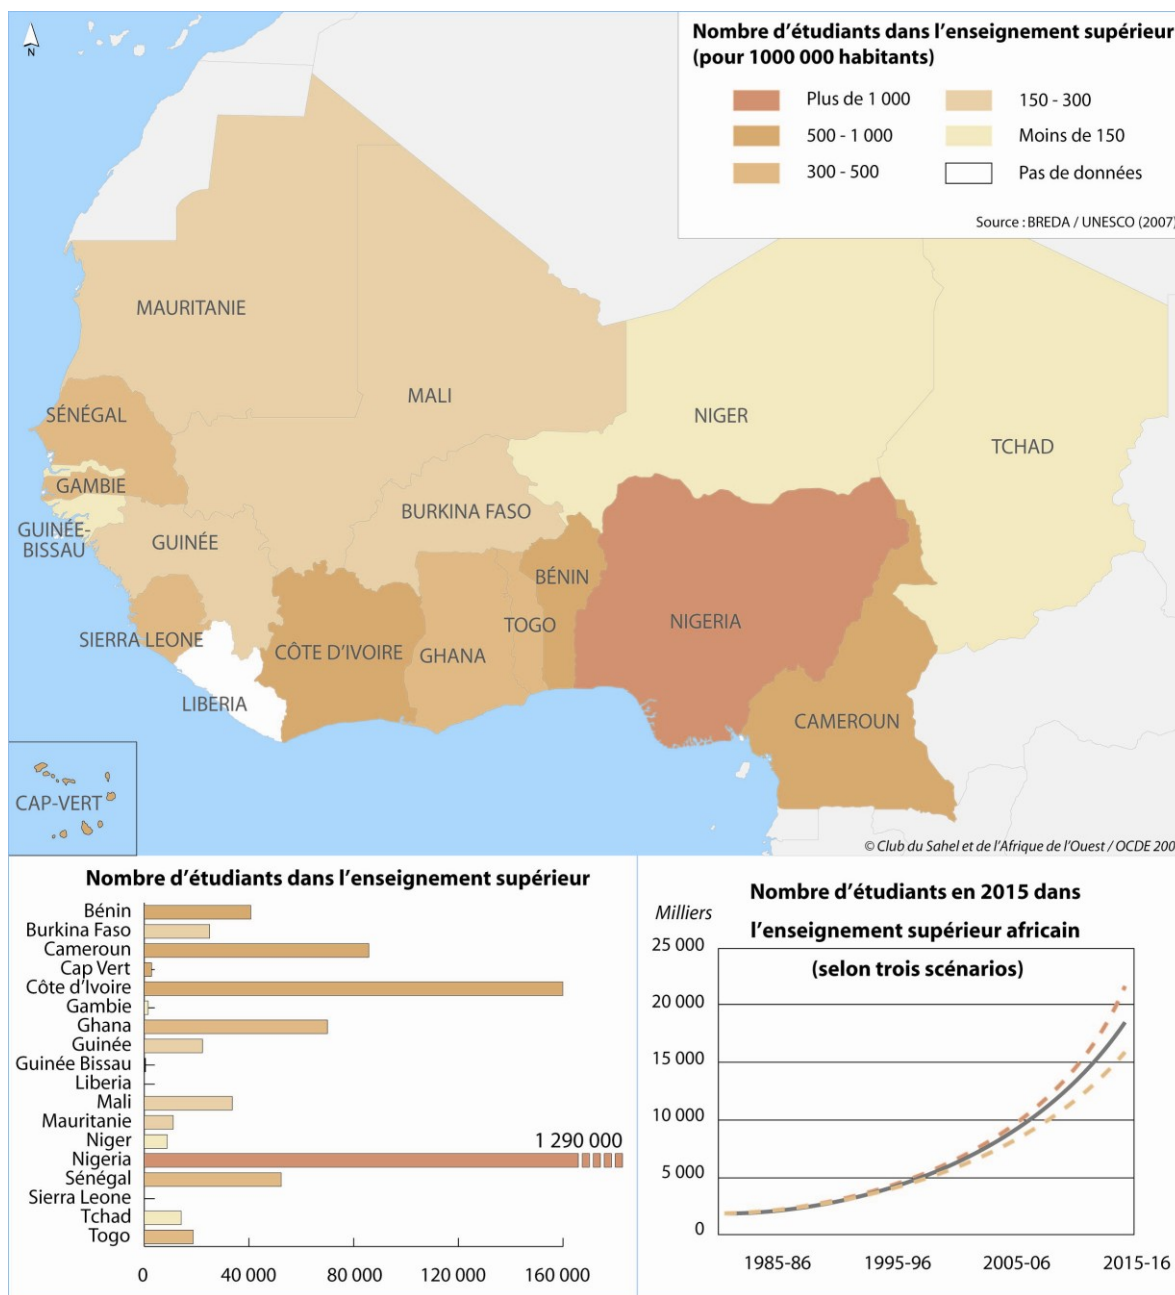 N
Nombre d'étudiants dans l'enseignement supérieur
(pour 1000 000 habitants)
Plus de 1 000
150 - 300
500 - 1 000
Moins de 150
300 - 500
Pas de données
Source : BREDA / UNESCO (2007)
MAURITANIE
MALI
SÉNÉGAL
NIGER
TCHAD
GAMBIE
BURKINA FASO
GUINÉE-
BISSAU
GUINÉE
BÉNIN
NIGERIA
TOGO
SIERRA LEONE
CÔTE D'IVOIRE
GHANA
LIBERIA
CAMEROUN
CAP-VERT
© Club du Sahel et de l'Afrique de l'Ouest / OCDE 200
Nombre d'étudiants dans l'enseignement supérieur
Bénin
Burkina Faso
Cameroun
Cap Vert
Côte d'Ivoire
Gambie
Ghana
Guinée
Guinée Bissau
Liberia
Mali
Mauritanie
Niger
1 290 000
Nigeria
Sénégal
Sierra Leone
Tchad
Togo
0
40 000
80 000
120 000
160 000
Nombre d'étudiants en 2015 dans
l'enseignement supérieur africain
(selon trois scénarios)
Milliers
25 000
20 000
15 000
10 000
5 000
0
1985-86
1995-96
2005-06
2015-16